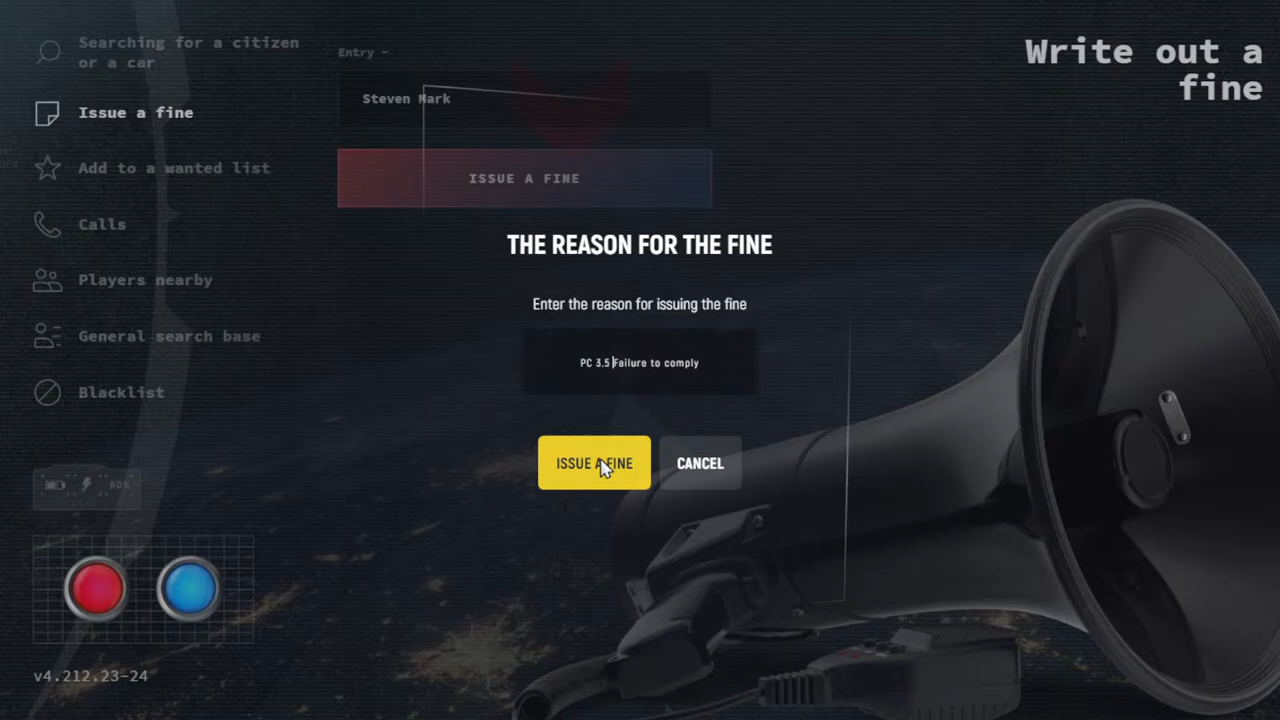 Searching for a citizen
or a car
Issue a fine
Add to a wanted list
Calls
Players nearby
General search base
Blacklist
80%
v4.212.23-24
Entry -
Steven Mark
ISSUE A FINE
THE REASON FOR THE FINE
Enter the reason for issuing the fine
PC 3.5 Failure to comply
ISSUE A FINE
CANCEL
Write out a
fine